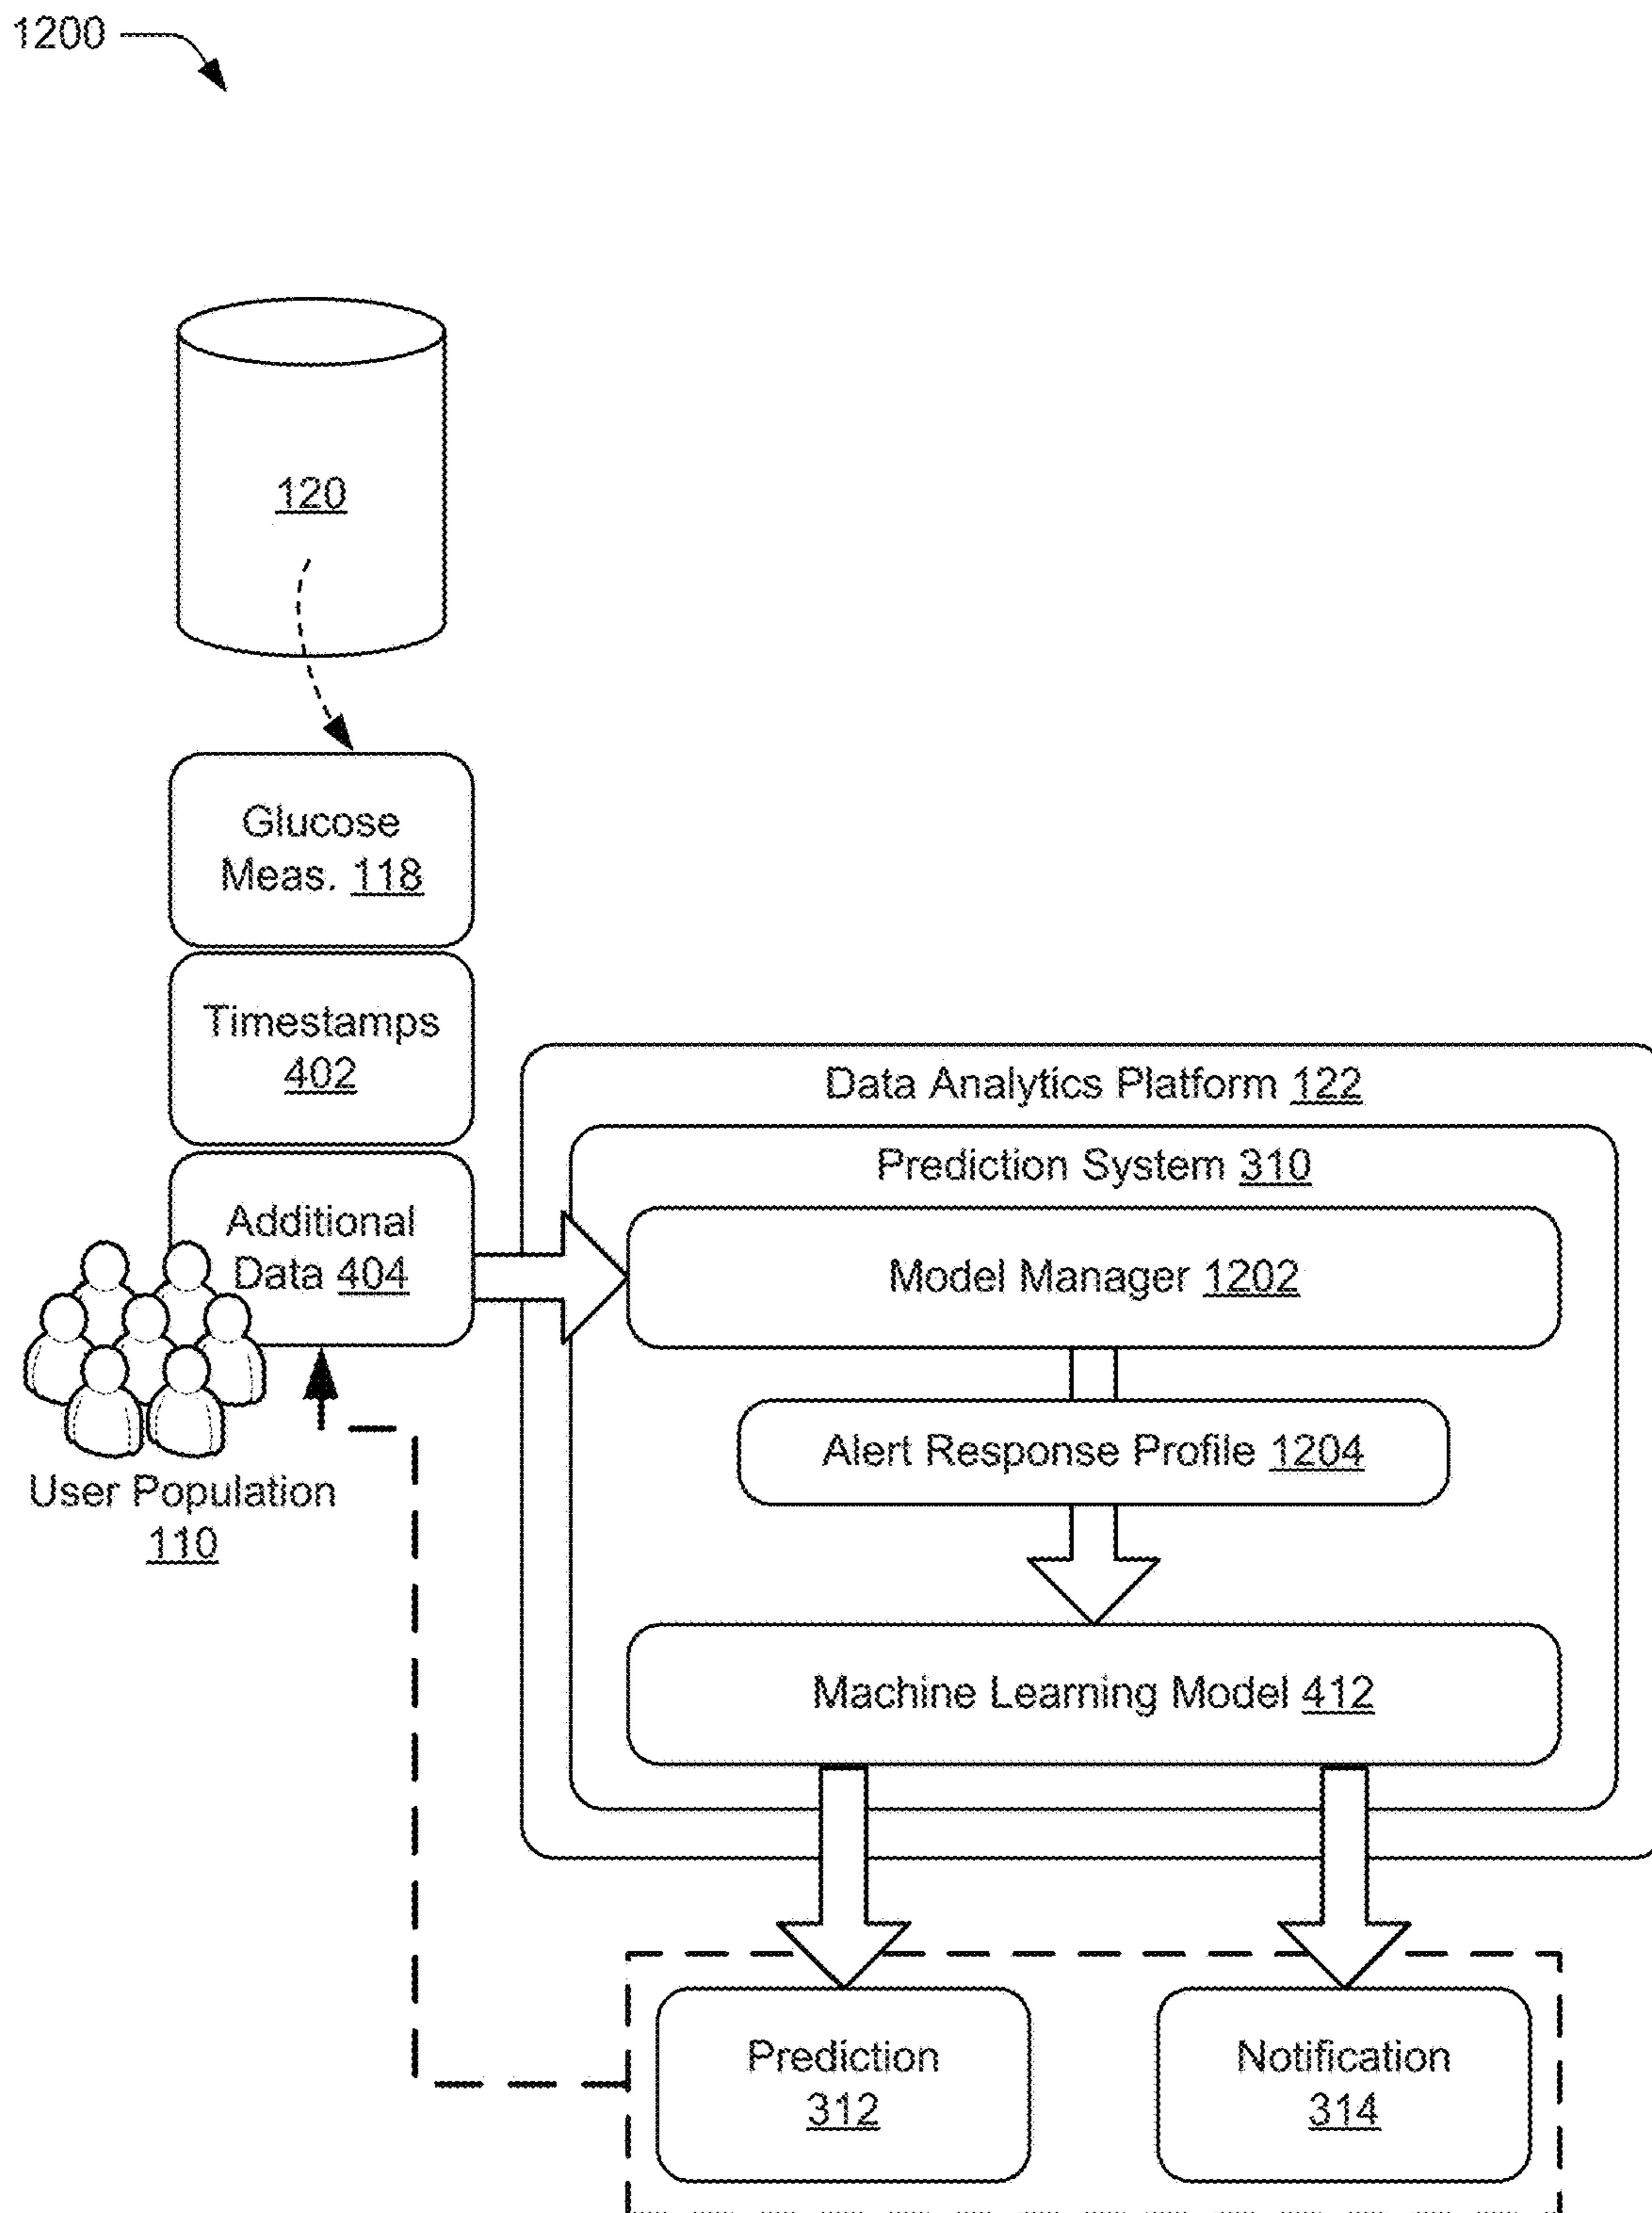 1200
120
Glucose
Meas. 118
Timestamps
402
Additional
Data 404
User Population
110
Data Analytics Platform 122
Prediction System 310
Model Manager 1202
Alert Response Profile 1204
Machine Learning Model 412
Prediction
312
Notification
314